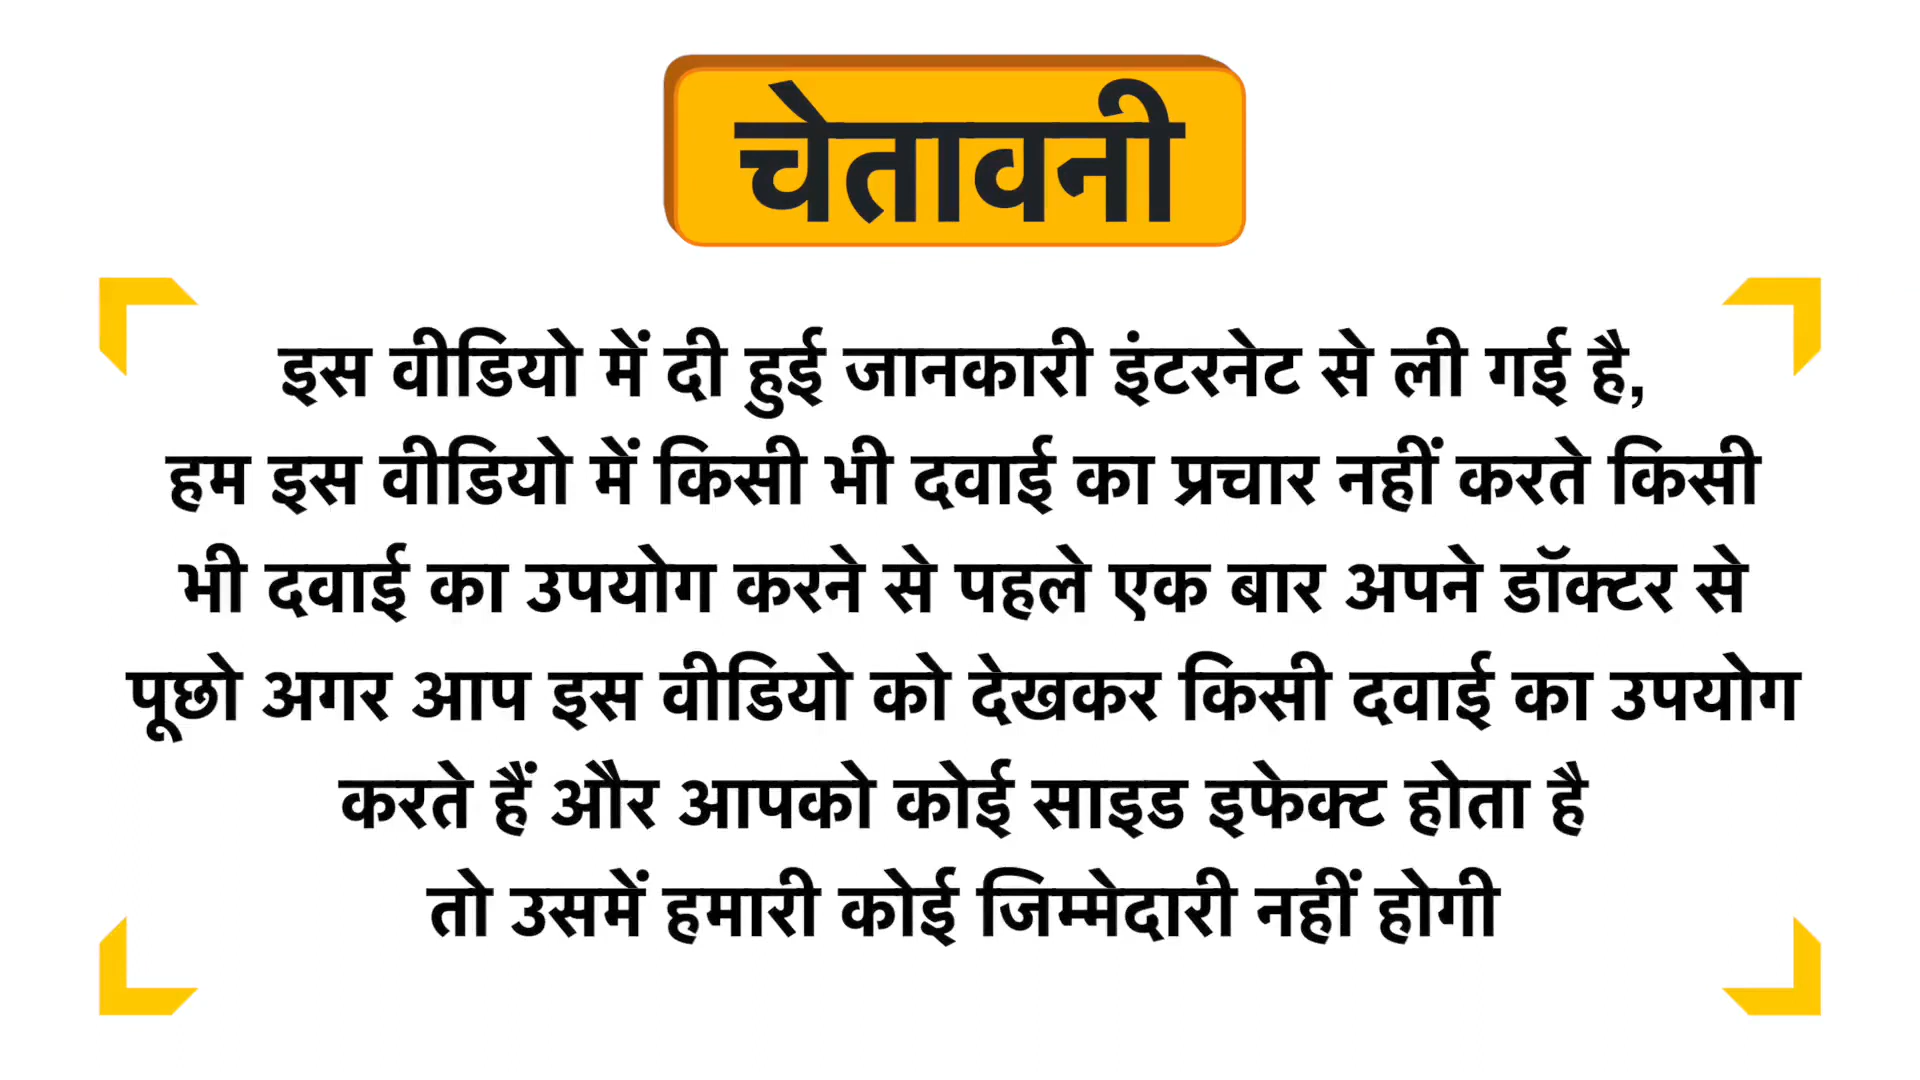 चेतावनी
इस वीडियो में दी हुई जानकारी इंटरनेट से ली गई है,
हम इस वीडियो में किसी भी दवाई का प्रचार नहीं करते किसी
भी दवाई का उपयोग करने से पहले एक बार अपने डॉक्टर से
पूछो अगर आप इस वीडियो को देखकर किसी दवाई का उपयोग
करते हैं और आपको कोई साइड इफेक्ट होता है
तो उसमें हमारी कोई जिम्मेदारी नहीं होगी